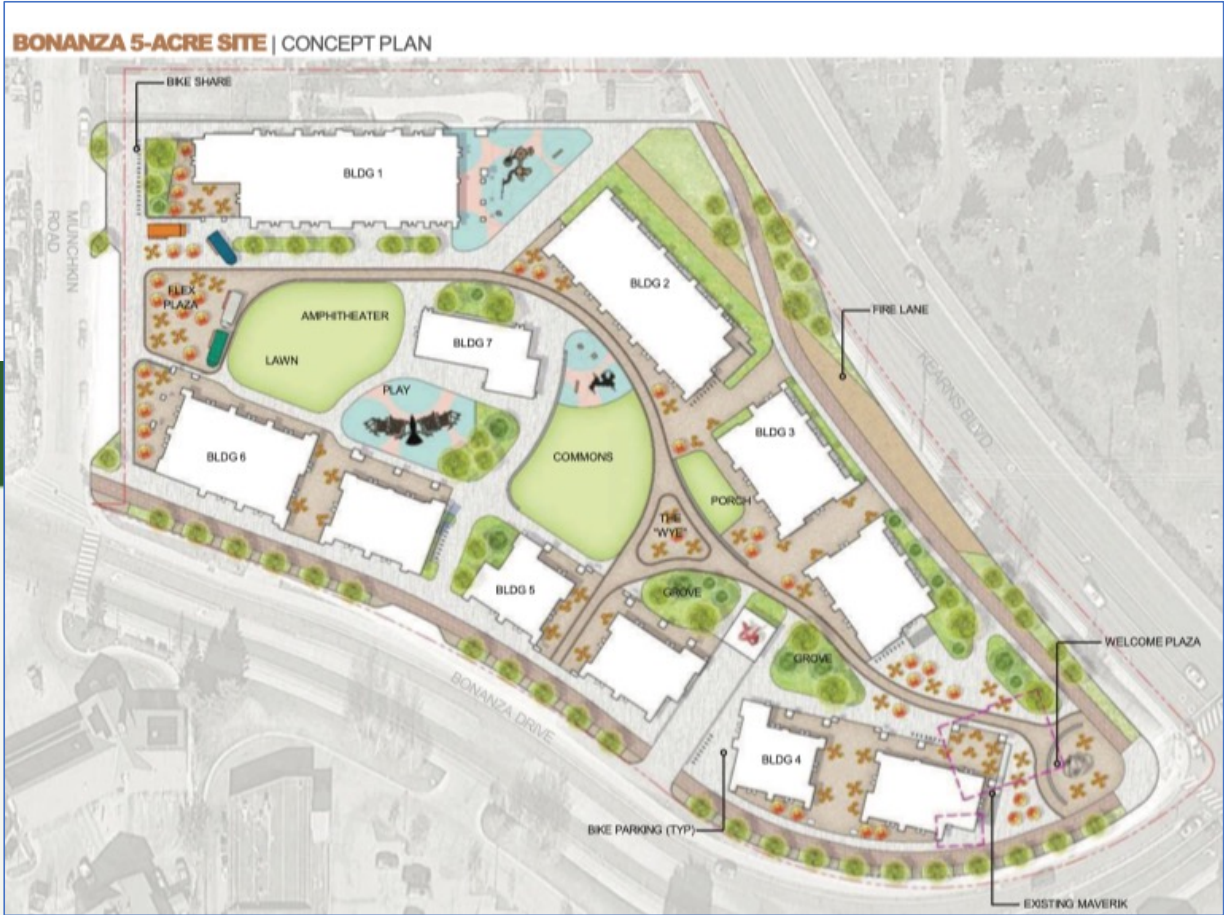 BONANZA 5-ACRE SITE | CONCEPT PLAN
BIKE SHARE
BLDG 1
MUNCHKIN
ROAD
BLDG 2
FLEX
PLAZA
AMPHITHEATER
FIRE LANE
BLDG 7
LAWN
KEARNS BLVD
PLAY
BLDG 3
BLDG 6
COMMONS
PORCH
THE
"WYE"
BLDG 5
GROVE
WELCOME PLAZA
GROVE
BONANZA DRIVE
BLDG 4
BIKE PARKING (TYP)
EXISTING MAVERIK